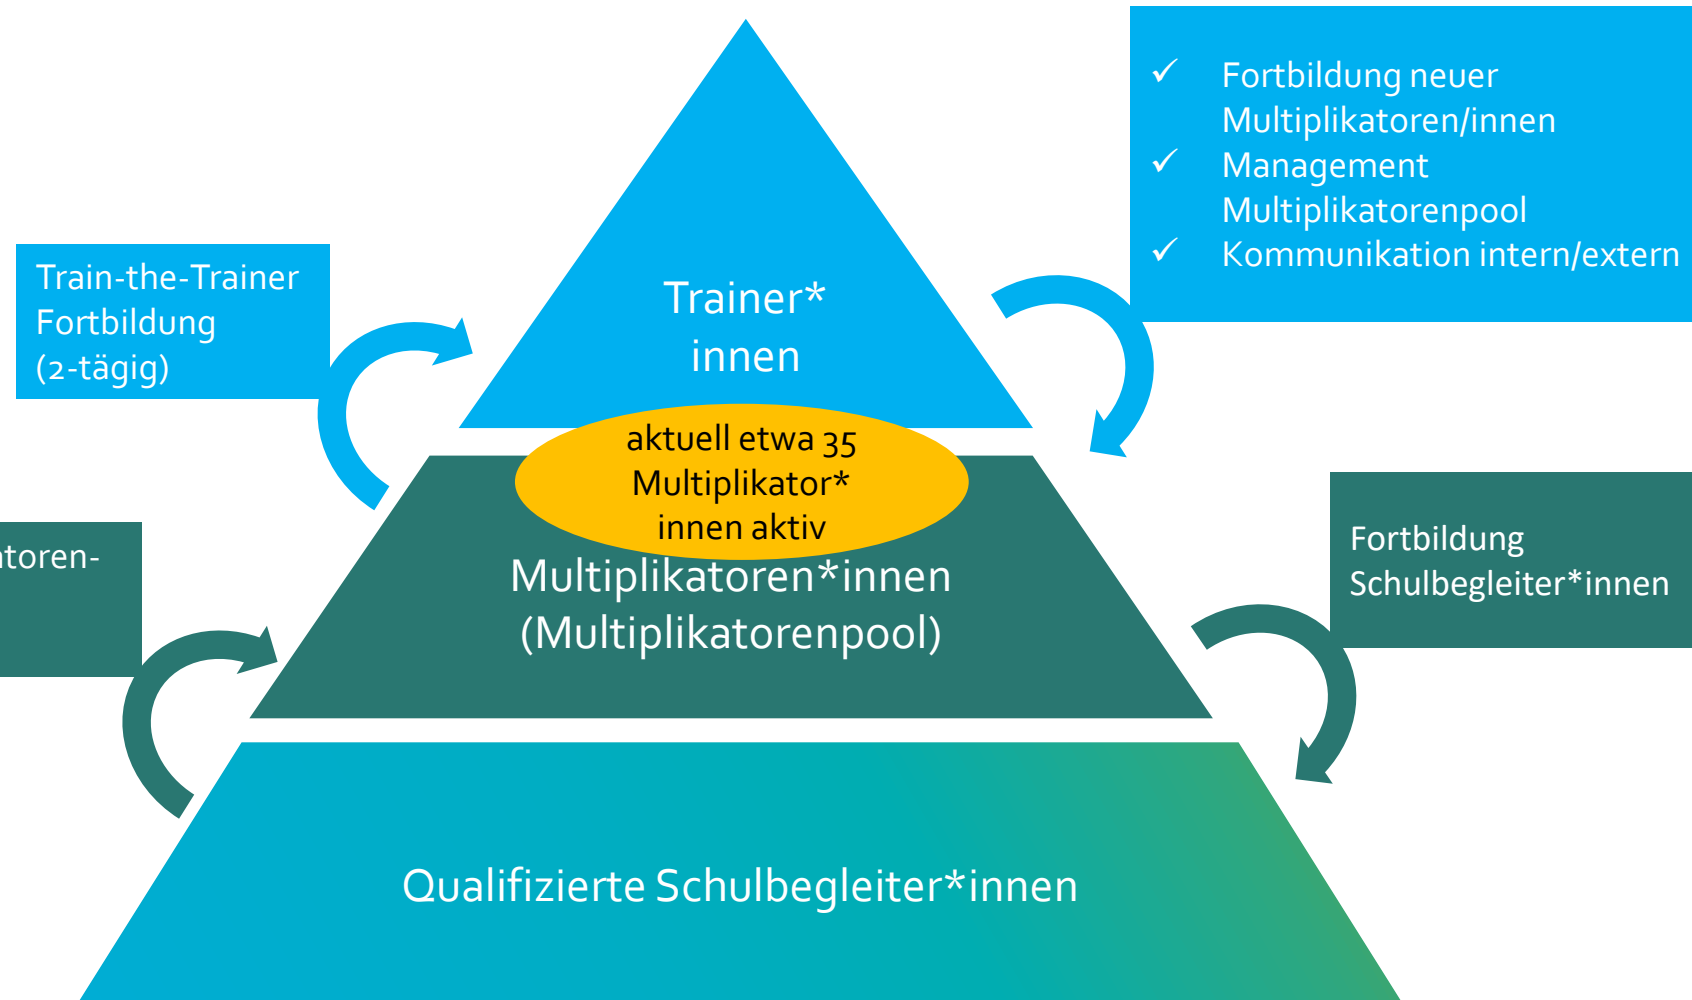 ✓ Fortbildung neuer
Multiplikatoren/innen
✓ Management
Multiplikatorenpool
✓ Kommunikation intern/extern
Train-the-Trainer
Fortbildung
(2-tägig)
Trainer*
innen
aktuell etwa 35
Multiplikator*
innen aktiv
Multiplikatoren*innen
(Multiplikatorenpool)
Fortbildung
Schulbegleiter*innen
Qualifizierte Schulbegleiter*innen